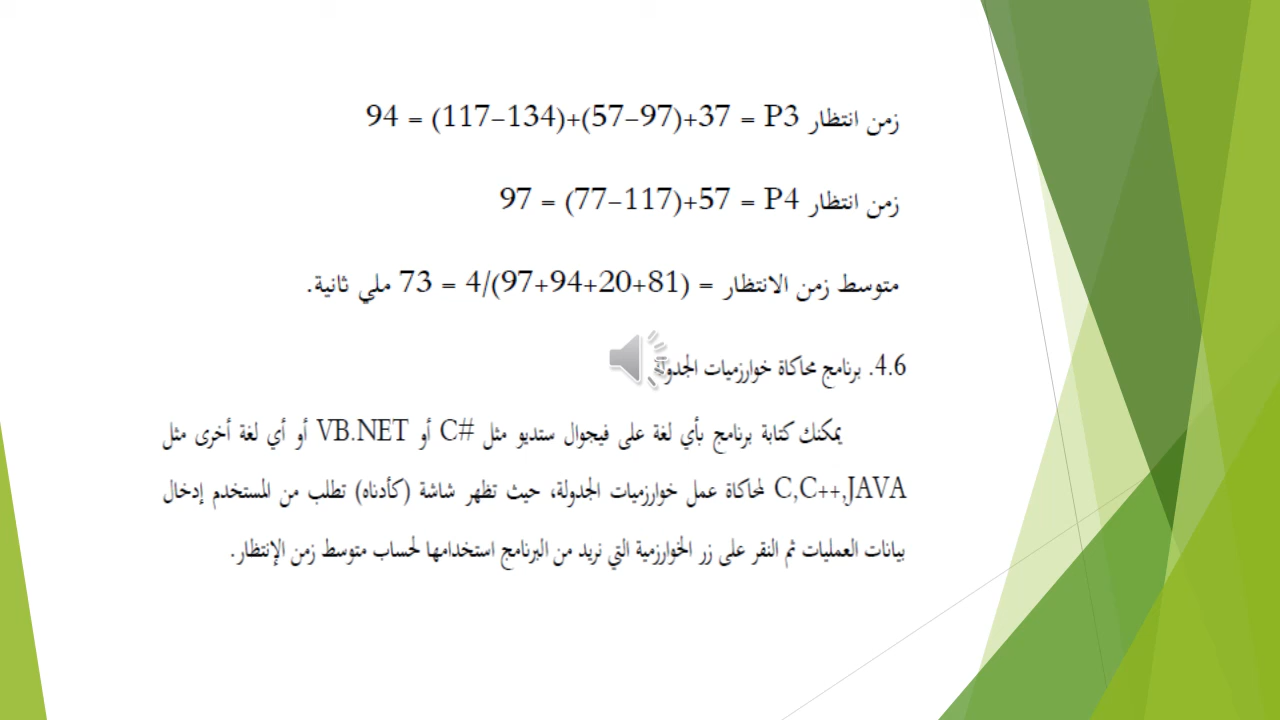 زمن انتظار P3 = 37+(97-57)+(134-117) = 94
زمن انتظار P4 = 57+(117-77) = 97
متوسط زمن الانتظار = (81+20+94+97)/4 = 73 ملي ثانية.
4.6. برنامج محاكاة خوارزميات الجدولة
يمكنك كتابة برنامج بأي لغة على فيجوال ستديو مثل C# أو VB.NET أو أي لغة أخرى مثل
C,C++,JAVA لمحاكاة عمل خوارزميات الجدولة، حيث تظهر شاشة (كأدناه) تطلب من المستخدم إدخال
بيانات العمليات ثم النقر على زر الخوارزمية التي نريد من البرنامج استخدامها لحساب متوسط زمن الإنتظار.